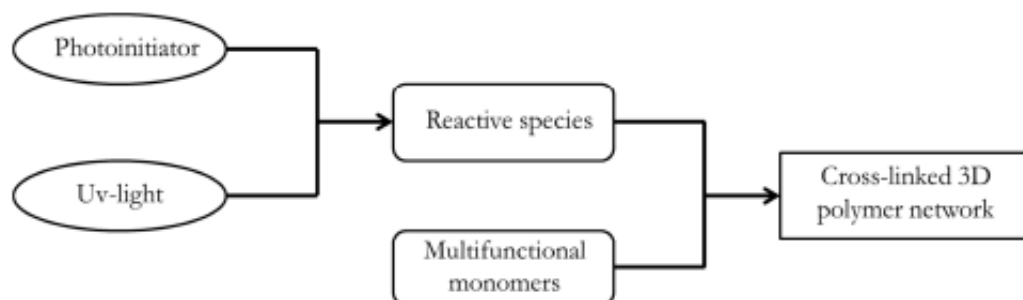 Photoinitiator
Uv-light
Reactive species
Multifunctional
monomers
Cross-linked 3D
polymer network